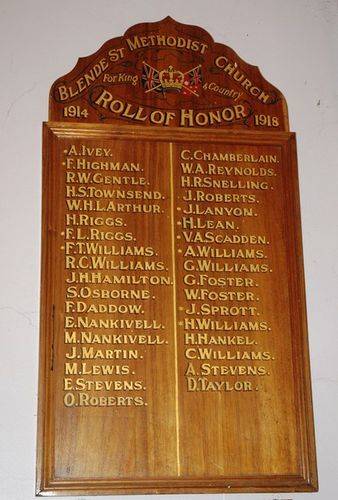 BLENDE ST METHODIST CHURCH
For King & Country
ROLL OF HONOR
1914 1918
A. IVEY.
F. HIGHMAN.
R.W. GENTLE.
H.S. TOWNSEND.
W.H.L. ARTHUR.
H. RIGGS.
F.L. RIGGS.
F.T. WILLIAMS.
R.C. WILLIAMS.
J.H. HAMILTON.
S. OSBORNE.
F. DADDOW.
E. NANKIVELL.
M. NANKIVELL.
J. MARTIN.
M. LEWIS.
E. STEVENS.
O. ROBERTS.
C. CHAMBERLAIN.
W.A. REYNOLDS.
H.R. SNELLING.
J. ROBERTS.
J. LANYON.
H. LEAN.
V.A. SCADDEN.
A. WILLIAMS.
G. WILLIAMS.
G. FOSTER.
W. FOSTER.
J. SPROTT.
H. WILLIAMS.
H. HANKEL.
C. WILLIAMS.
A. STEVENS.
D. TAYLOR.